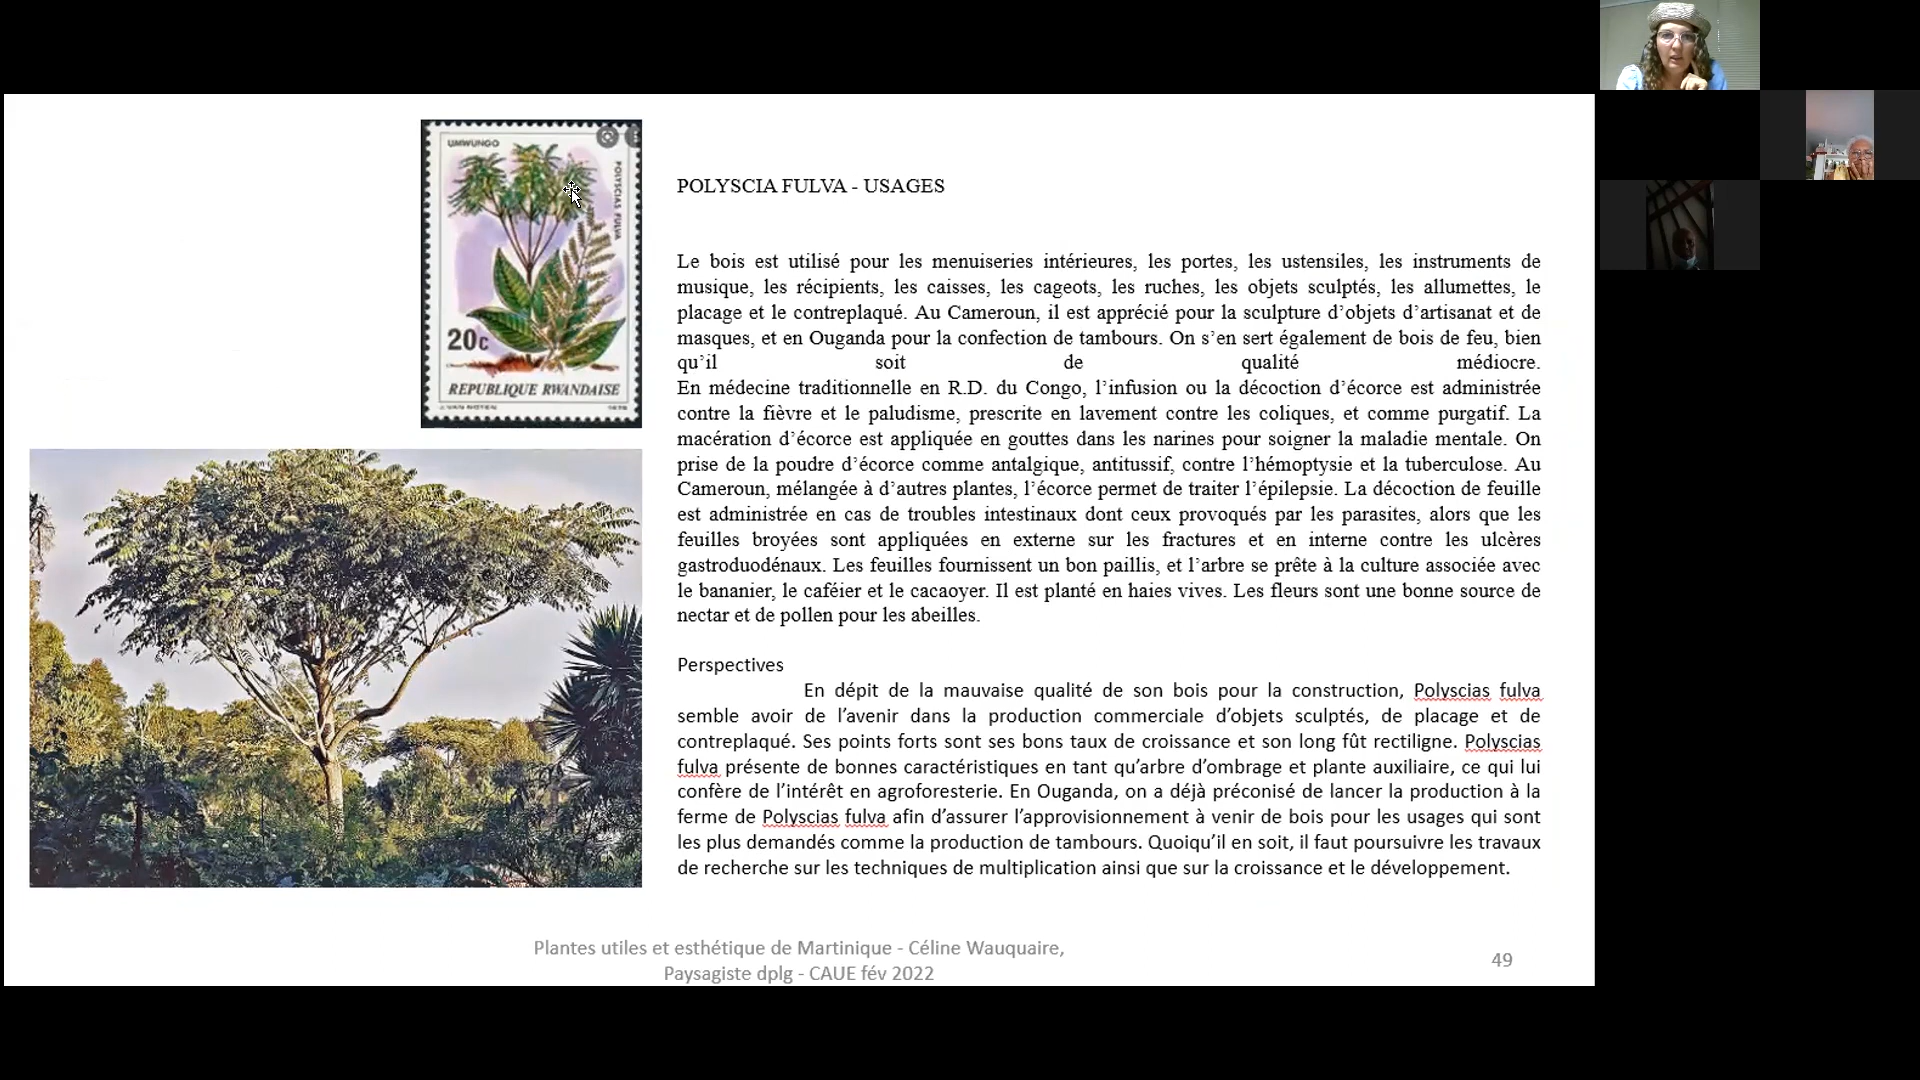 UMWUNGO
POLYSCIAS FULVA
20c
REPUBLIQUE RWANDAISE
J. VAN NOTEN
POLYSCIA FULVA - USAGES
Le bois est utilisé pour les menuiseries intérieures, les portes, les ustensiles, les instruments de
musique, les récipients, les caisses, les cageots, les ruches, les objets sculptés, les allumettes, le
placage et le contreplaqué. Au Cameroun, il est apprécié pour la sculpture d’objets d’artisanat et de
masques, et en Ouganda pour la confection de tambours. On s’en sert également de bois de feu, bien
qu’il soit de qualité médiocre.
En médecine traditionnelle en R.D. du Congo, l’infusion ou la décoction d’écorce est administrée
contre la fièvre et le paludisme, prescrite en lavement contre les coliques, et comme purgatif. La
macération d’écorce est appliquée en gouttes dans les narines pour soigner la maladie mentale. On
prise de la poudre d’écorce comme antalgique, antitussif, contre l’hémoptysie et la tuberculose. Au
Cameroun, mélangée à d’autres plantes, l’écorce permet de traiter l’épilepsie. La décoction de feuille
est administrée en cas de troubles intestinaux dont ceux provoqués par les parasites, alors que les
feuilles broyées sont appliquées en externe sur les fractures et en interne contre les ulcères
gastroduodénaux. Les feuilles fournissent un bon paillis, et l’arbre se prête à la culture associée avec
le bananier, le caféier et le cacaoyer. Il est planté en haies vives. Les fleurs sont une bonne source de
nectar et de pollen pour les abeilles.
Perspectives
En dépit de la mauvaise qualité de son bois pour la construction, Polyscias fulva
semble avoir de l’avenir dans la production commerciale d’objets sculptés, de placage et de
contreplaqué. Ses points forts sont ses bons taux de croissance et son long fût rectiligne. Polyscias
fulva présente de bonnes caractéristiques en tant qu’arbre d’ombrage et plante auxiliaire, ce qui lui
confère de l’intérêt en agroforesterie. En Ouganda, on a déjà préconisé de lancer la production à la
ferme de Polyscias fulva afin d’assurer l’approvisionnement à venir de bois pour les usages qui sont
les plus demandés comme la production de tambours. Quoiqu’il en soit, il faut poursuivre les travaux
de recherche sur les techniques de multiplication ainsi que sur la croissance et le développement.
Plantes utiles et esthétique de Martinique - Céline Wauquaire,
Paysagiste dplg - CAUE fév 2022
49